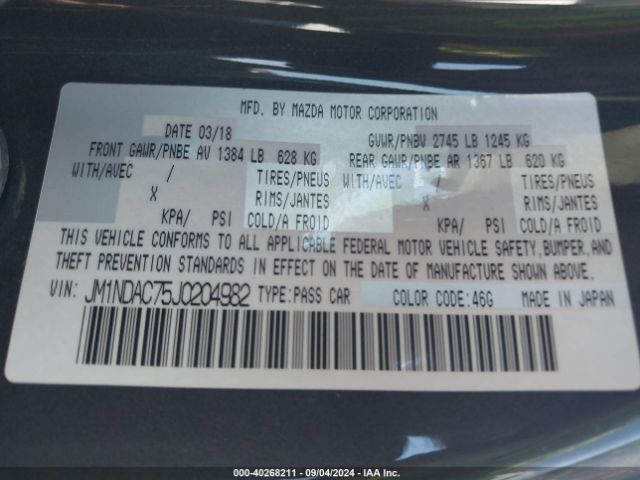 MFD. BY MAZDA MOTOR CORPORATION
DATE 03/18 GVWR/PNBV 2745 LB 1245 KG
FRONT GAWR/PNBE AV 1384 LB 628 KG REAR GAWR/PNBE AR 1367 LB 620 KG
WITH/AVEC / TIRES/PNEUS WITH/AVEC / TIRES/PNEUS
X RIMS/JANTES X RIMS/JANTES
KPA/ PSI COLD/A FROID KPA/ PSI COLD/A FROID
THIS VEHICLE CONFORMS TO ALL APPLICABLE FEDERAL MOTOR VEHICLE SAFETY,BUMPER,AND
THEFT PREVENTION STANDARDS IN EFFECT ON THE DATE OF MANUFACTURE SHOWN ABOVE.
VIN: JM1NDAC75J0204982 TYPE:PASS CAR COLOR CODE:46G MADE IN JAPAN
000-40268211 - 09/04/2024 - IAA Inc.